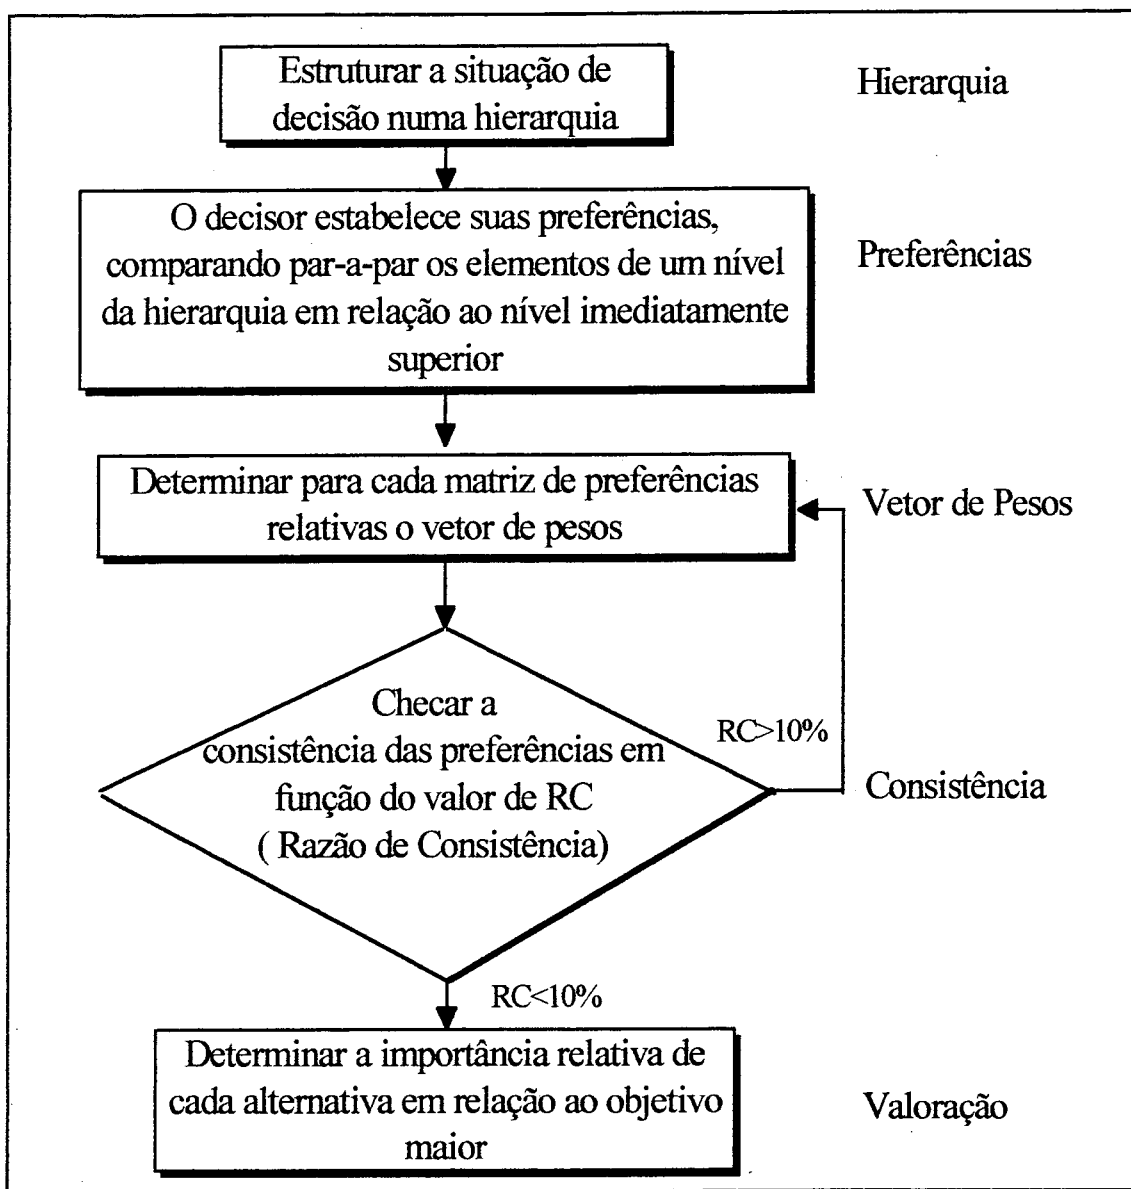 Estruturar a situação de
decisão numa hierarquia
Hierarquia
O decisor estabelece suas preferências,
comparando par-a-par os elementos de um nível
da hierarquia em relação ao nível imediatamente
superior
Preferências
Determinar para cada matriz de preferências
relativas o vetor de pesos
Vetor de Pesos
Checar a
consistência das preferências em
função do valor de RC
( Razão de Consistência)
RC>10%
Consistência
RC<10%
Determinar a importância relativa de
cada alternativa em relação ao objetivo
maior
Valoração